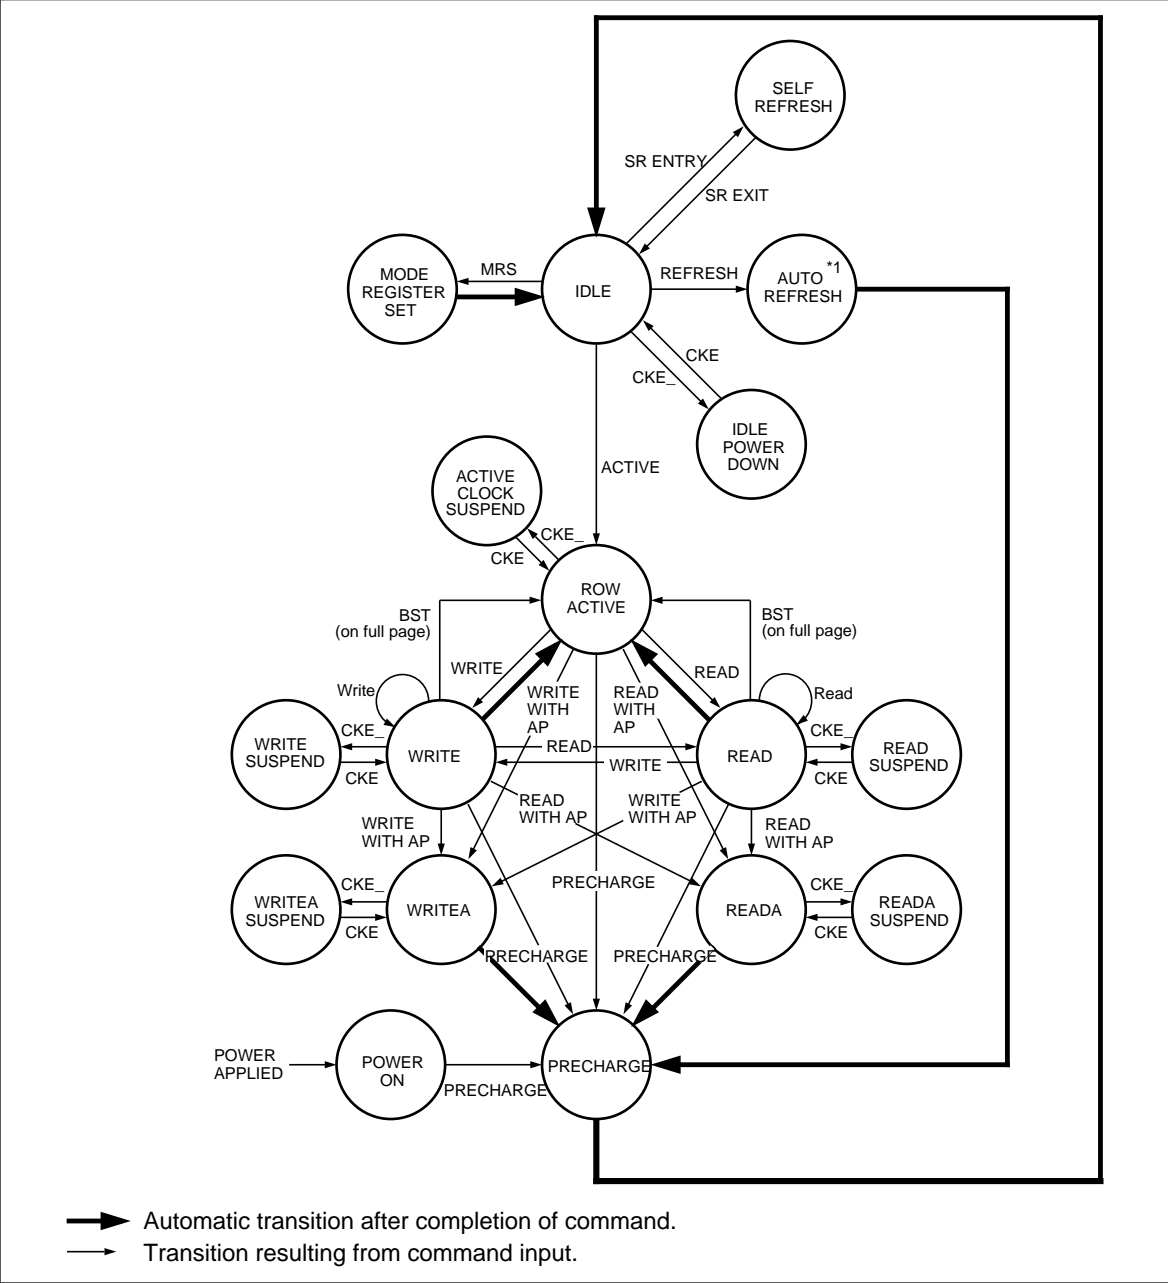 SELF
REFRESH
SR ENTRY
SR EXIT
MODE
REGISTER
SET
MRS
IDLE
REFRESH
AUTO *1
REFRESH
CKE
CKE_
IDLE
POWER
DOWN
ACTIVE
ACTIVE
CLOCK
SUSPEND
CKE_
CKE
ROW
ACTIVE
BST
(on full page)
BST
(on full page)
WRITE
READ
Write
WRITE
WITH
AP
READ
WITH
AP
Read
WRITE
SUSPEND
CKE_
CKE
WRITE
READ
WRITE
READ
CKE_
CKE
READ
SUSPEND
READ
WITH AP
WRITE
WITH AP
WRITE
WITH AP
READ
WITH AP
WRITEA
SUSPEND
CKE_
CKE
WRITEA
PRECHARGE
READA
CKE_
CKE
READA
SUSPEND
PRECHARGE
PRECHARGE
POWER
APPLIED
POWER
ON
PRECHARGE
PRECHARGE
Automatic transition after completion of command.
Transition resulting from command input.